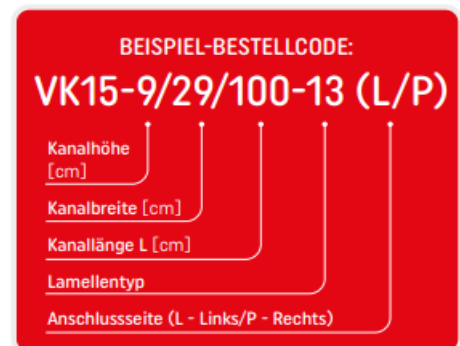 BEISPIEL-BESTELLCODE:
VK15-9/29/100-13 (L/P)
Kanalhöhe
[cm]
Kanalbreite [cm]
Kanallänge L [cm]
Lamellentyp
Anschlussseite (L - Links/P - Rechts)